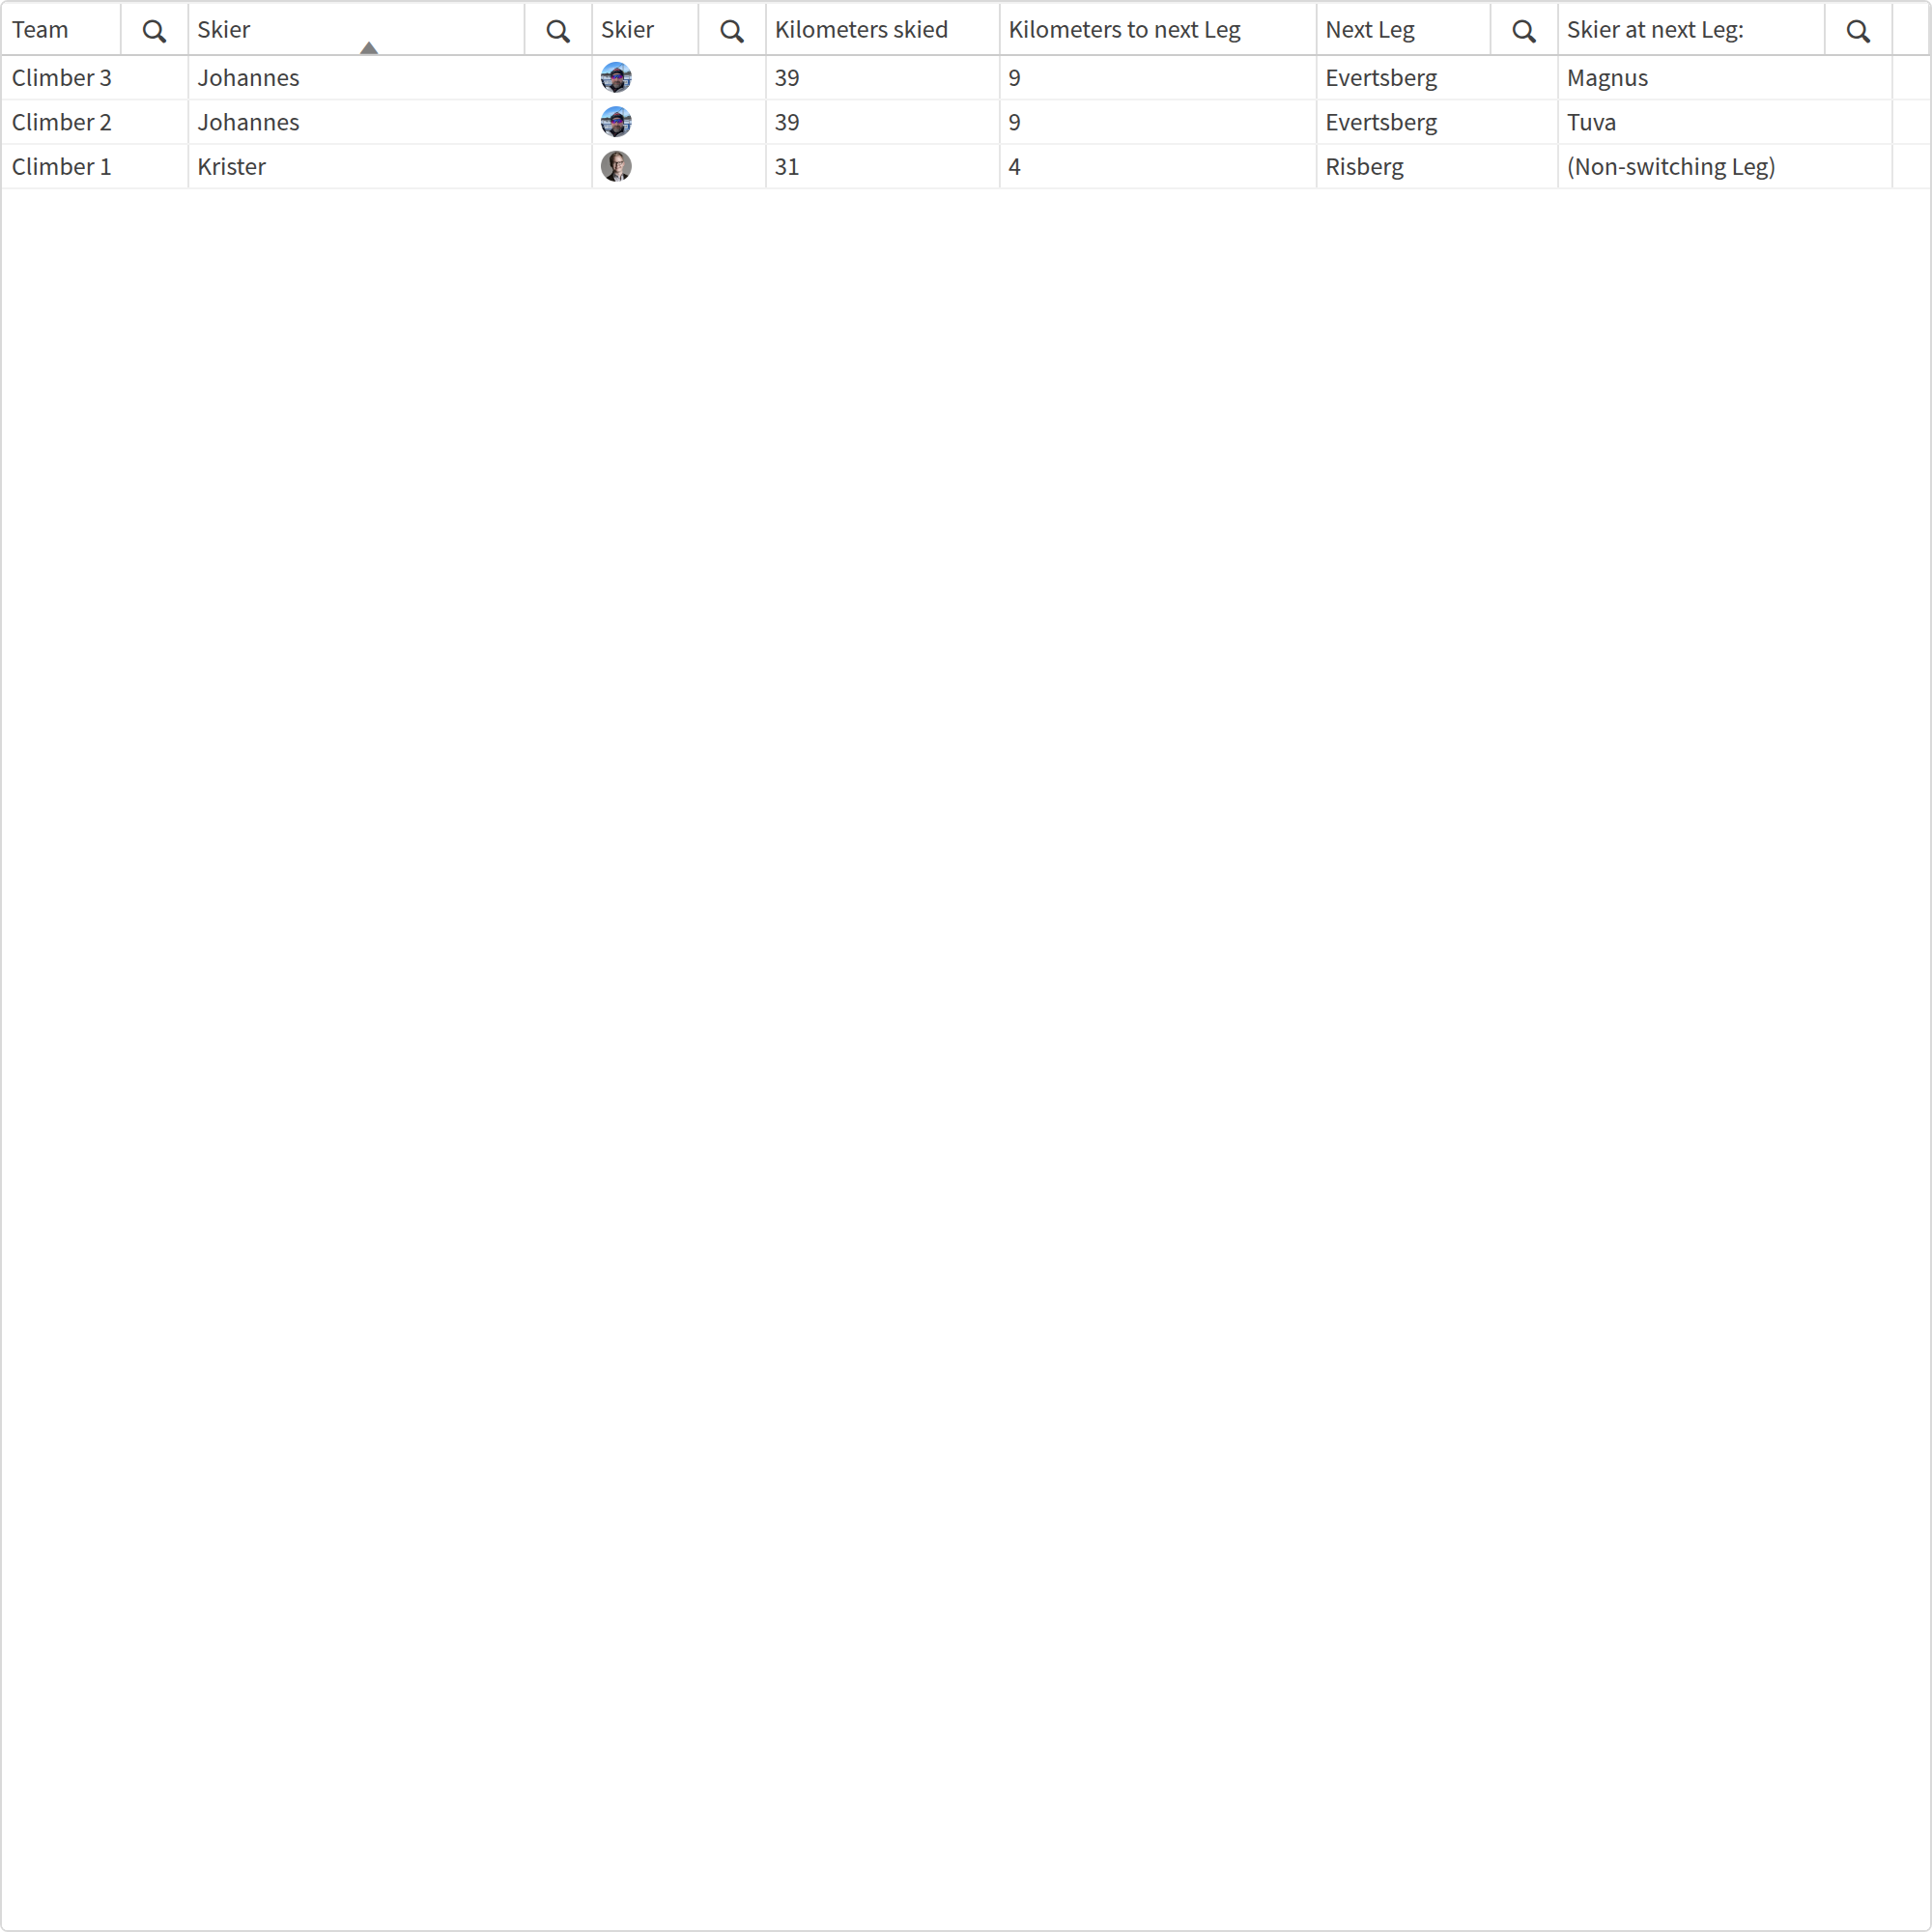 Team Skier Skier Kilometers skied Kilometers to next Leg Next Leg Skier at next Leg:
Climber 3 Johannes 39 9 Evertsberg Magnus
Climber 2 Johannes 39 9 Evertsberg Tuva
Climber 1 Krister 31 4 Risberg (Non-switching Leg)